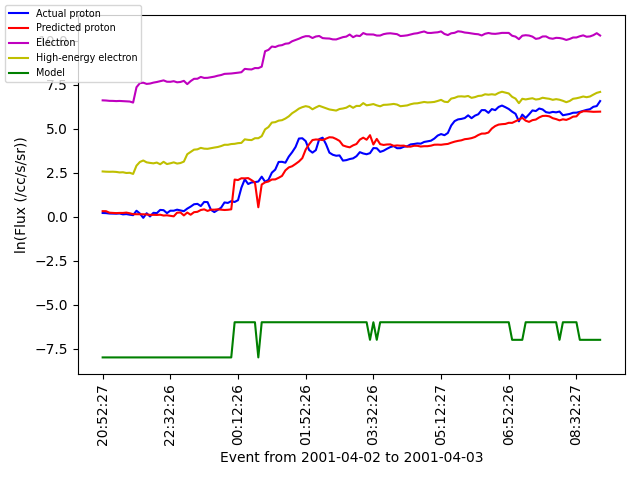 Actual proton
Predicted proton
Electron
High-energy electron
Model
7.5
5.0
2.5
0.0
−2.5
−5.0
−7.5
ln(Flux (/cc/s/sr))
20:52:27
22:32:26
00:12:26
01:52:26
03:32:26
05:12:27
06:52:26
08:32:27
Event from 2001-04-02 to 2001-04-03